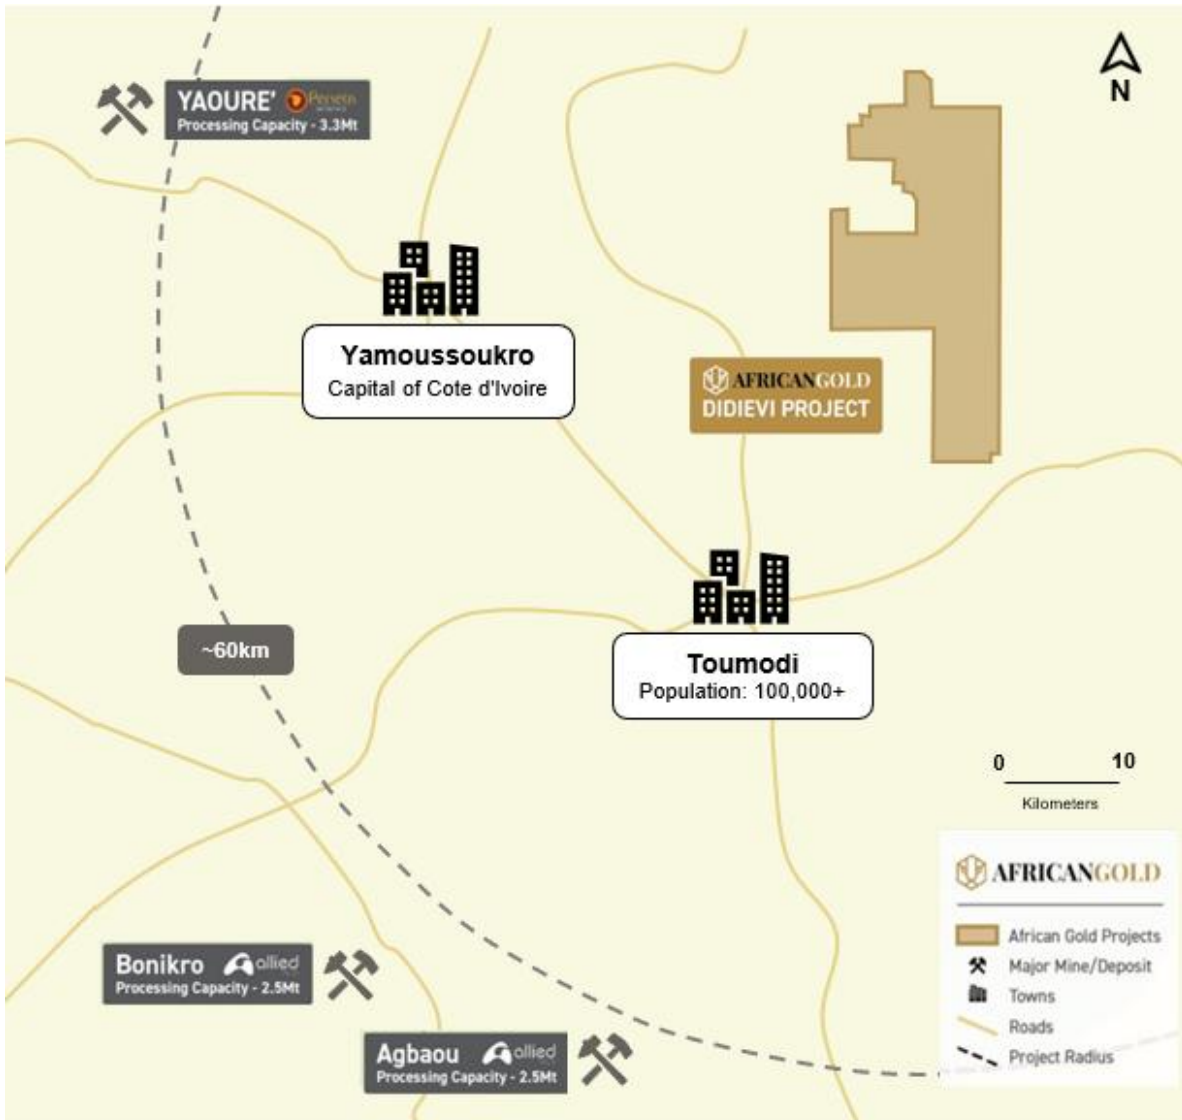 N
YAOURE' Perseus
Processing Capacity - 3.3Mt
Yamoussoukro
Capital of Cote d'Ivoire
AFRICANGOLD
DIDIEVI PROJECT
~60km
Toumodi
Population: 100,000+
0 10
Kilometers
Bonikro allied
Processing Capacity - 2.5Mt
Agbaou allied
Processing Capacity - 2.5Mt
AFRICANGOLD
African Gold Projects
Major Mine/Deposit
Towns
Roads
Project Radius